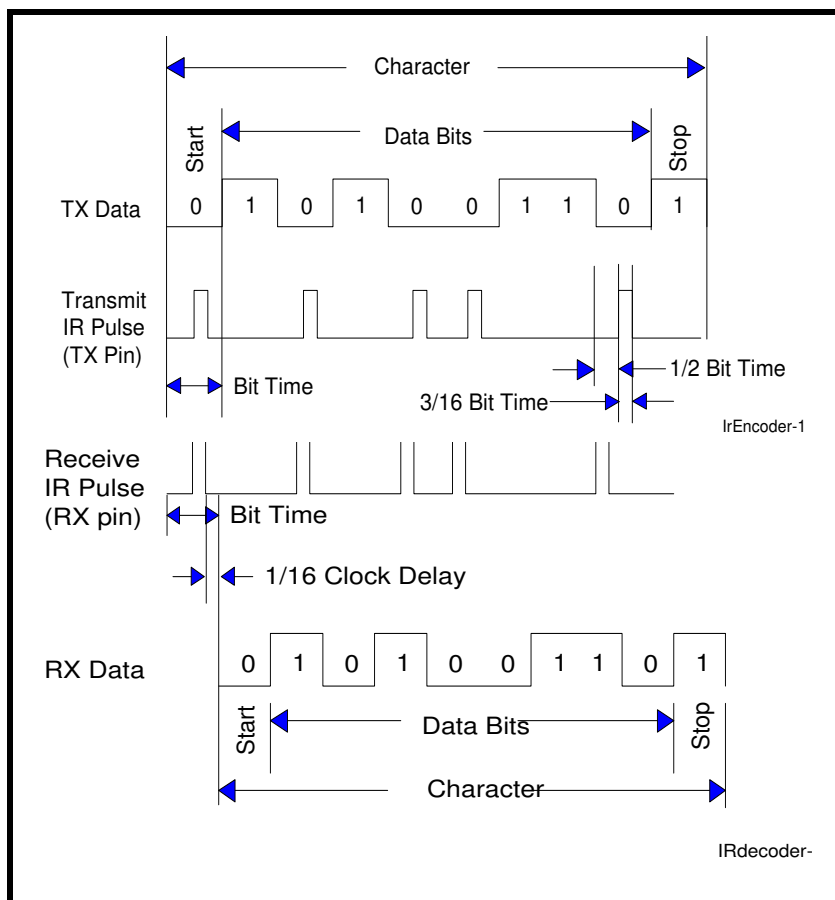 Character
Start
Data Bits
Stop
TX Data
0 1 0 1 0 0 1 1 0 1
Transmit
IR Pulse
(TX Pin)
Bit Time
1/2 Bit Time
3/16 Bit Time
IrEncoder-1
Receive
IR Pulse
(RX pin)
Bit Time
1/16 Clock Delay
RX Data
0 1 0 1 0 0 1 1 0 1
Start
Data Bits
Stop
Character
IRdecoder-